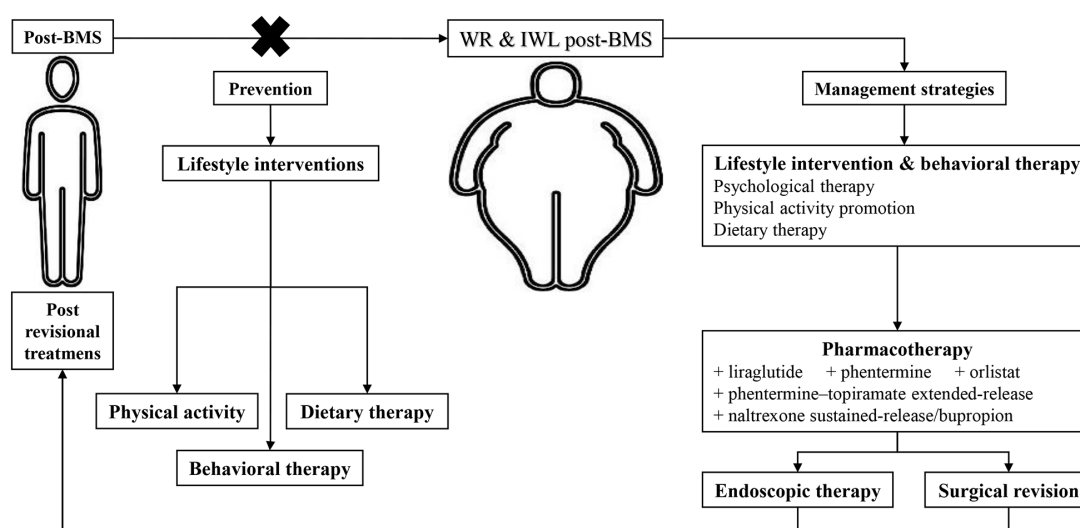 Post-BMS
WR & IWL post-BMS
Prevention
Management strategies
Lifestyle interventions
Lifestyle intervention & behavioral therapy
Psychological therapy
Physical activity promotion
Dietary therapy
Post
revisional
treatmens
Pharmacotherapy
+ liraglutide + phentermine + orlistat
+ phentermine–topiramate extended-release
+ naltrexone sustained-release/bupropion
Physical activity
Dietary therapy
Behavioral therapy
Endoscopic therapy
Surgical revision